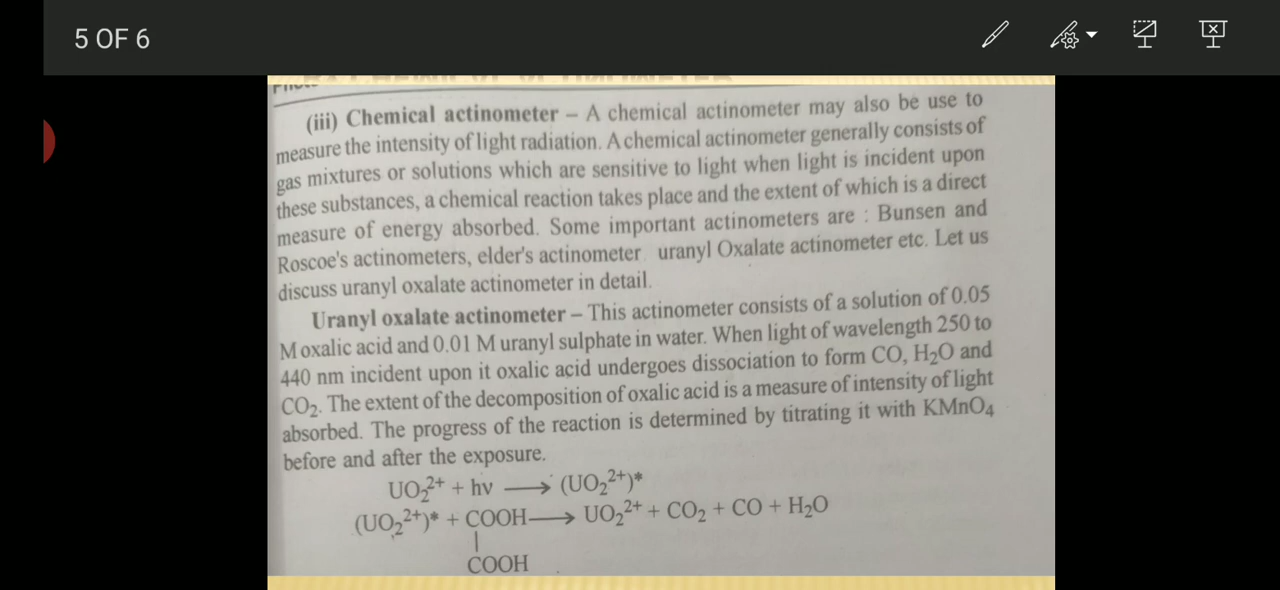 5 OF 6
(iii) Chemical actinometer – A chemical actinometer may also be use to
measure the intensity of light radiation. A chemical actinometer generally consists of
gas mixtures or solutions which are sensitive to light when light is incident upon
these substances, a chemical reaction takes place and the extent of which is a direct
measure of energy absorbed. Some important actinometers are : Bunsen and
Roscoe's actinometers, elder's actinometer uranyl Oxalate actinometer etc. Let us
discuss uranyl oxalate actinometer in detail.
Uranyl oxalate actinometer – This actinometer consists of a solution of 0.05
M oxalic acid and 0.01 M uranyl sulphate in water. When light of wavelength 250 to
440 nm incident upon it oxalic acid undergoes dissociation to form CO, H₂O and
CO₂. The extent of the decomposition of oxalic acid is a measure of intensity of light
absorbed. The progress of the reaction is determined by titrating it with KMnO₄
before and after the exposure.
UO₂²⁺ + hν ⟶ (UO₂²⁺)*
(UO₂²⁺)* + COOH ⟶ UO₂²⁺ + CO₂ + CO + H₂O
|
COOH